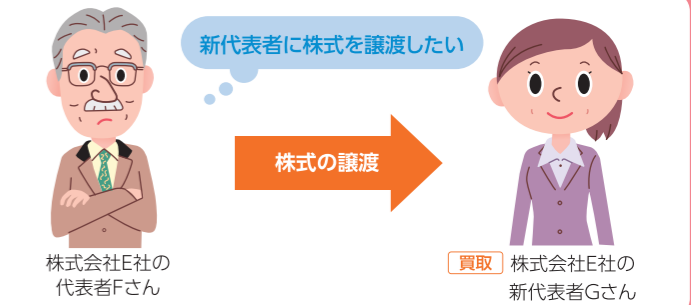 新代表者に株式を譲渡したい
株式の譲渡
株式会社E社の
代表者Fさん
買取 株式会社E社の
新代表者Gさん